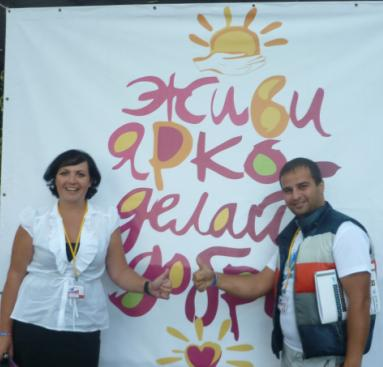 Живи
ярко-
делай
добро